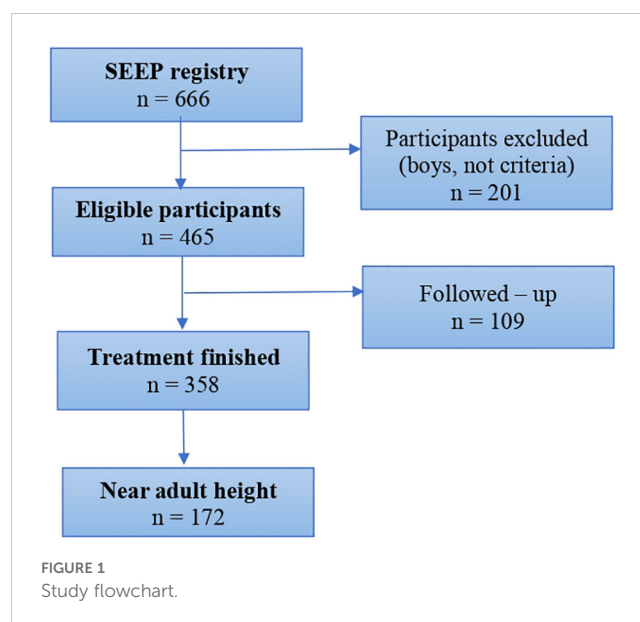 SEEP registry
n = 666
Participants excluded
(boys, not criteria)
n = 201
Eligible participants
n = 465
Followed – up
n = 109
Treatment finished
n = 358
Near adult height
n = 172
FIGURE 1
Study flowchart.